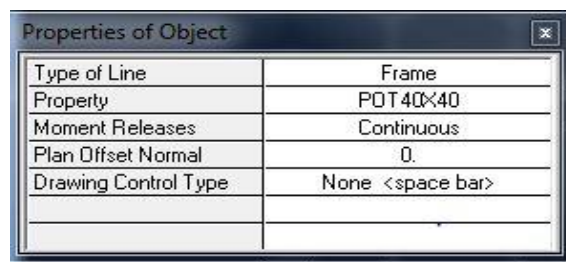 Properties of Object
Type of Line Frame
Property POT40X40
Moment Releases Continuous
Plan Offset Normal 0.
Drawing Control Type None <space bar>